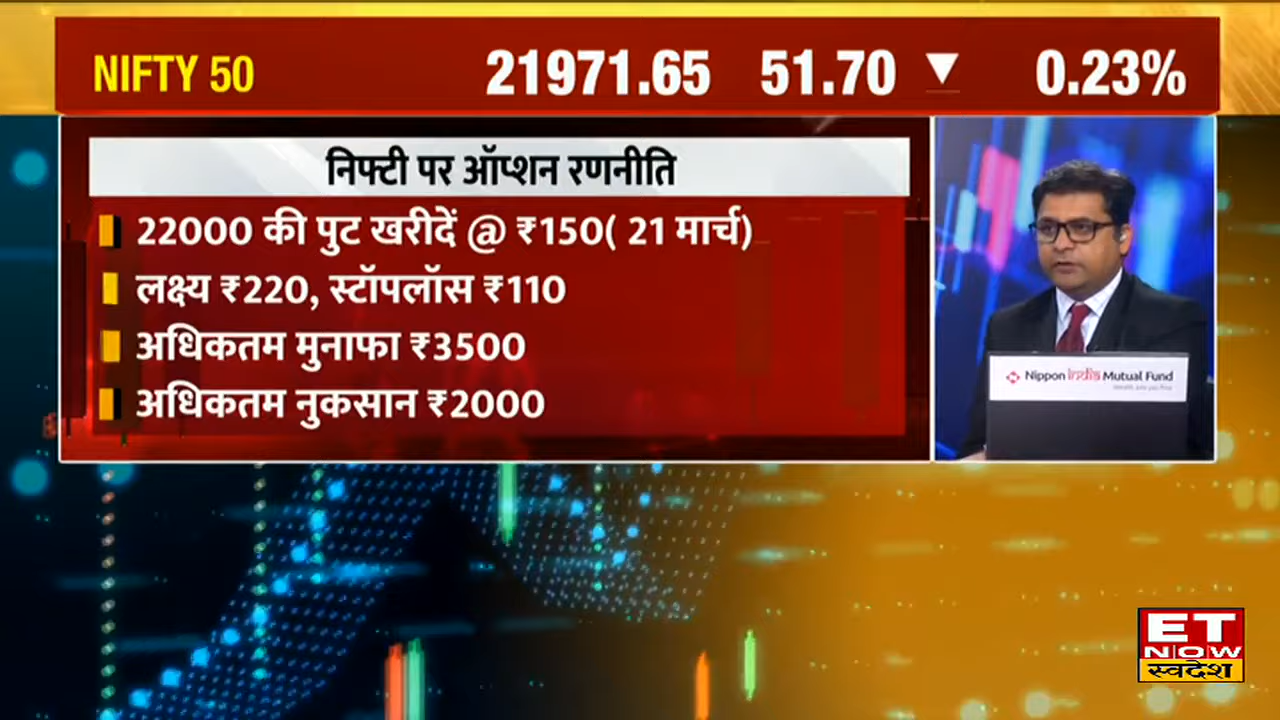 NIFTY 50 21971.65 51.70 ▼ 0.23%
निफ्टी पर ऑप्शन रणनीति
22000 की पुट खरीदें @ ₹150( 21 मार्च)
लक्ष्य ₹220, स्टॉपलॉस ₹110
अधिकतम मुनाफा ₹3500
अधिकतम नुकसान ₹2000
Nippon india Mutual Fund
ET
NOW
स्वदेश